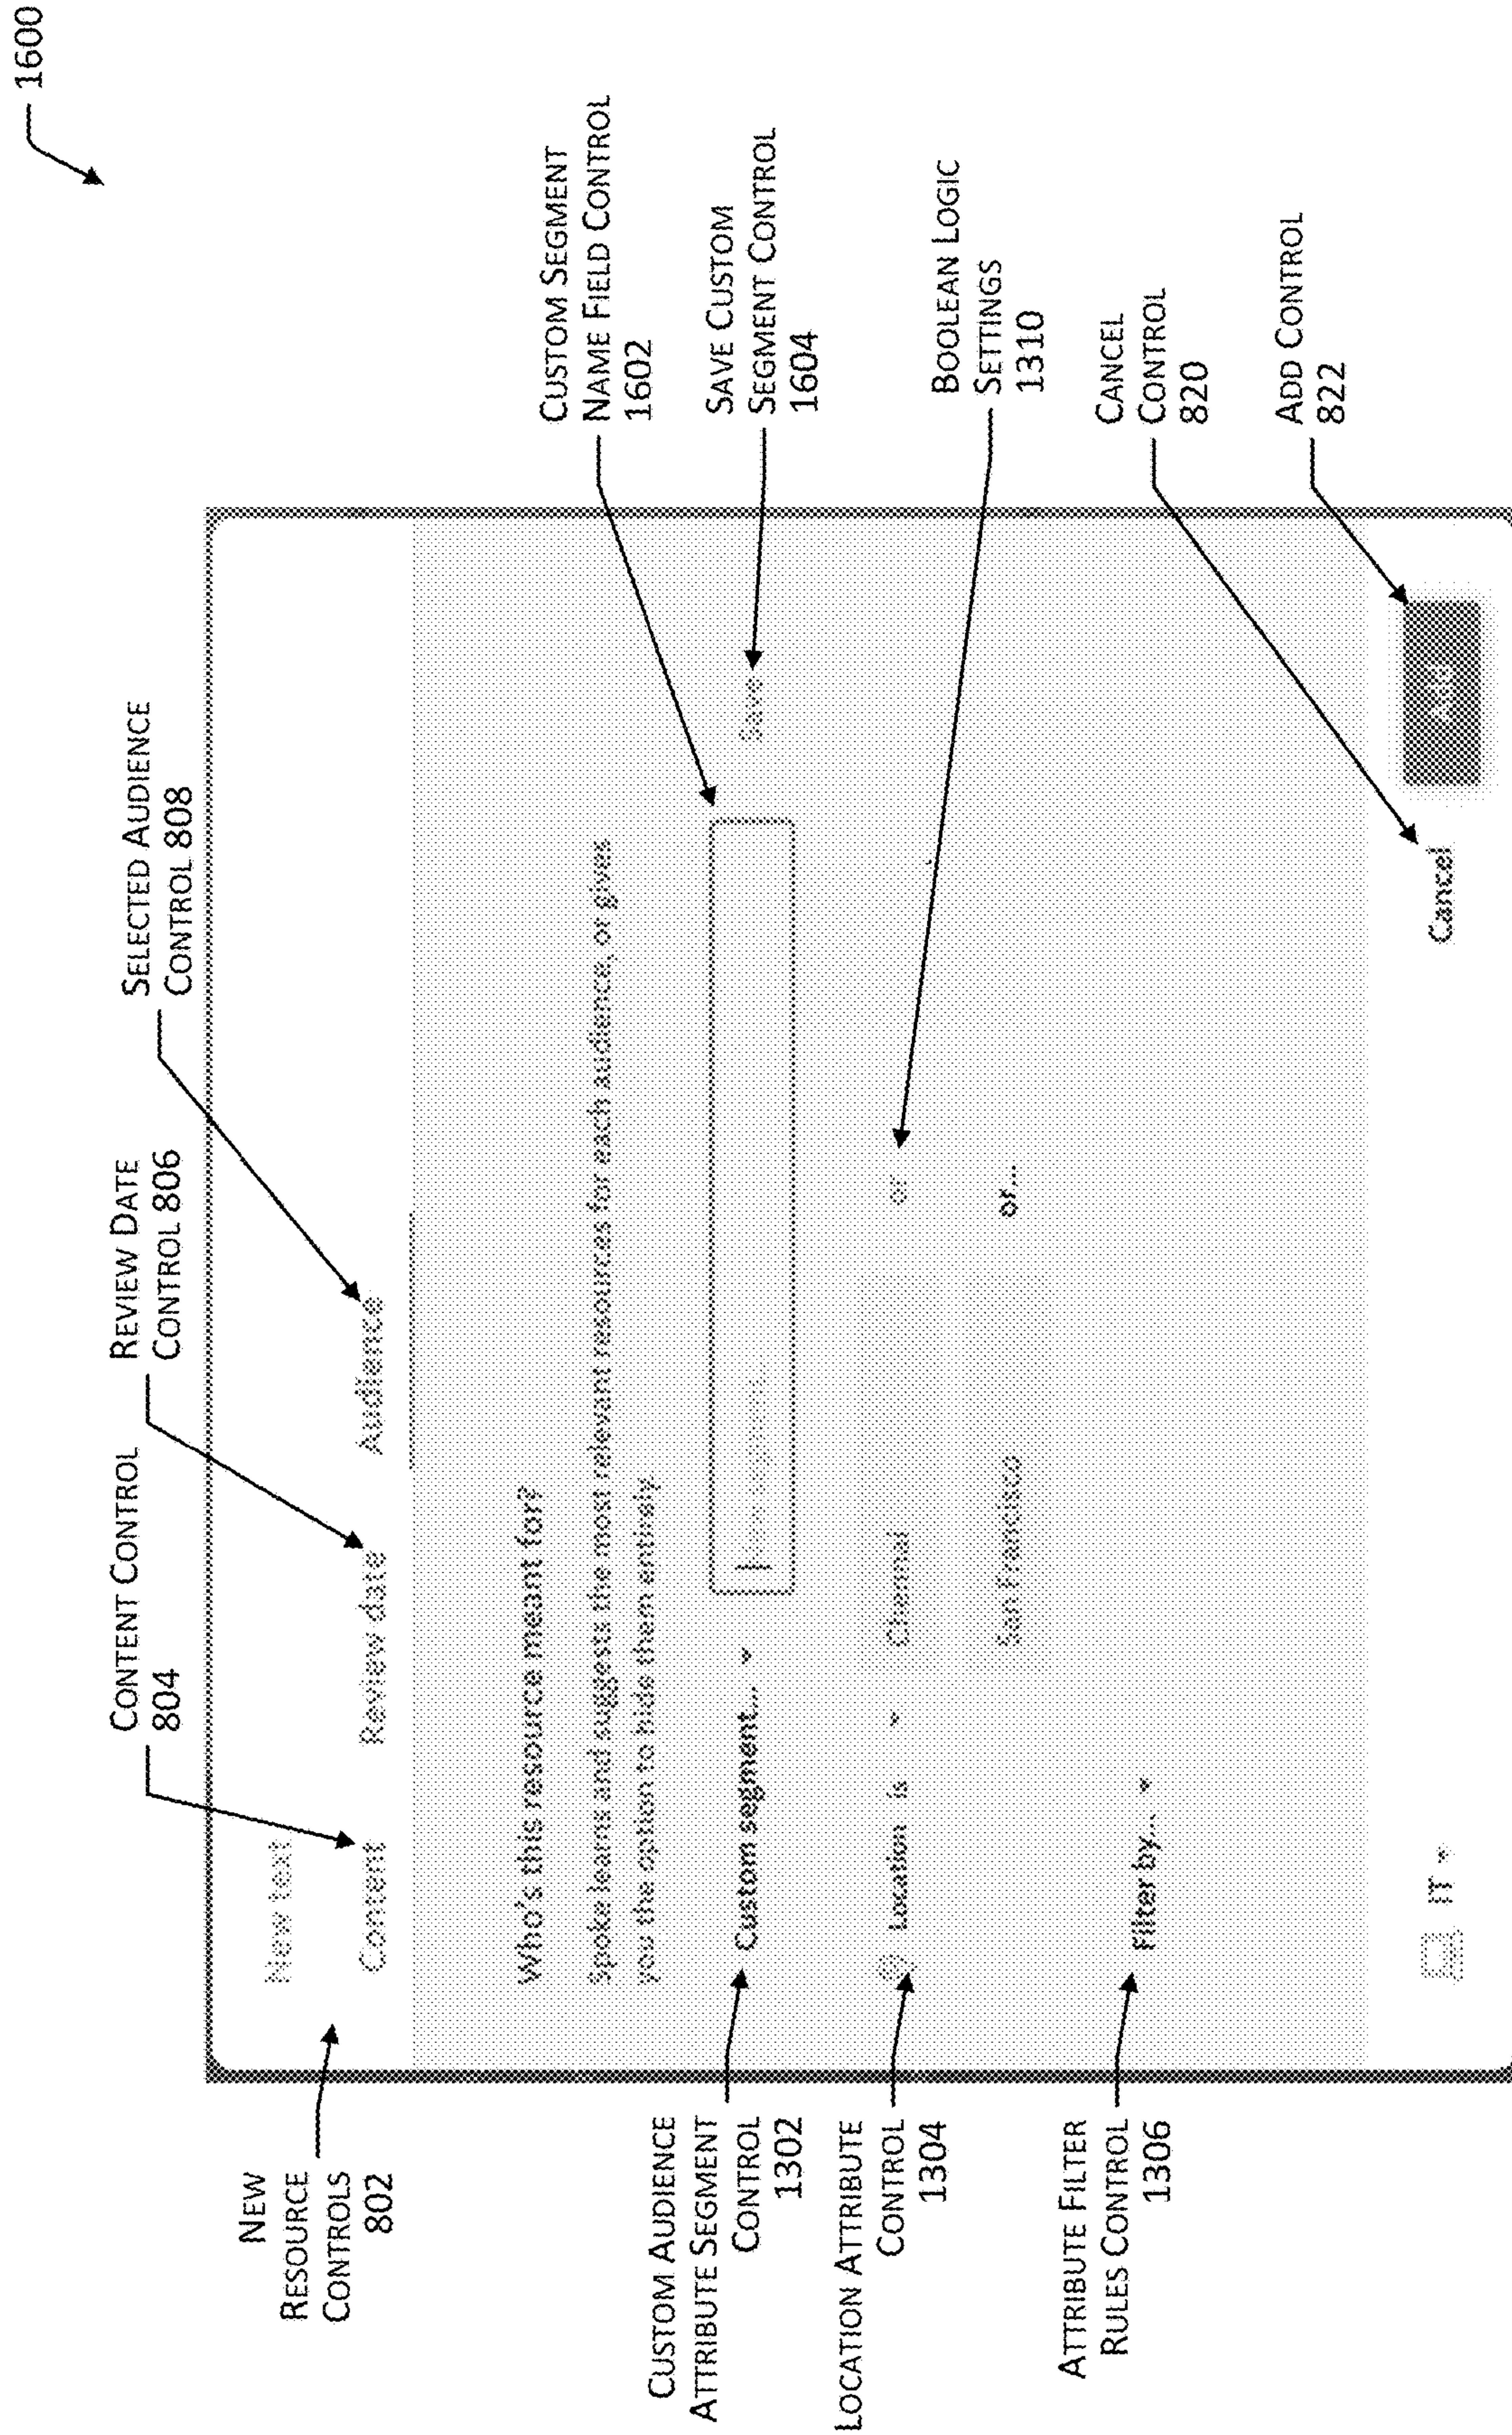 1600
CONTENT CONTROL
804
REVIEW DATE
CONTROL 806
SELECTED AUDIENCE
CONTROL 808
NEW
RESOURCE
CONTROLS
802
New text
Content
Review date
Audience
Who's this resource meant for?
Spoke learns and suggests the most relevant resources for each audience, or gives
you the option to hide them entirely.
CUSTOM AUDIENCE
ATTRIBUTE SEGMENT
CONTROL
1302
Custom segment...
Save
CUSTOM SEGMENT
NAME FIELD CONTROL
1602
SAVE CUSTOM
SEGMENT CONTROL
1604
LOCATION ATTRIBUTE
CONTROL
1304
Location is
Chennai
or
San Francisco
or...
BOOLEAN LOGIC
SETTINGS
1310
ATTRIBUTE FILTER
RULES CONTROL
1306
Filter by...
CANCEL
CONTROL
820
ADD CONTROL
822
IT
Cancel
Add